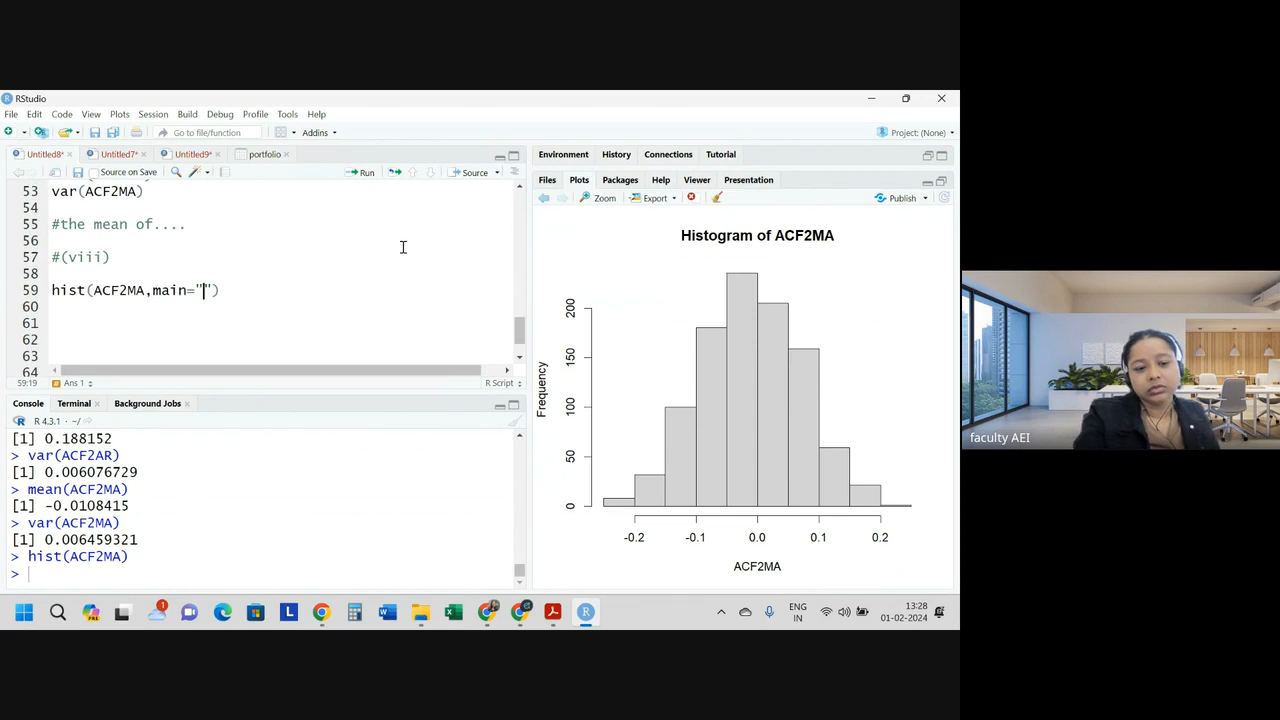 RStudio
File Edit Code View Plots Session Build Debug Profile Tools Help
Go to file/function Addins Project: (None)
Untitled8* Untitled7* Untitled9* portfolio
Source on Save Run Source
53 var(ACF2MA)
54
55 #the mean of....
56
57 #(viii)
58
59 hist(ACF2MA,main="")
60
61
62
63
64
59:19 Ans 1 R Script
Console Terminal Background Jobs
R 4.3.1 · ~/
[1] 0.188152
> var(ACF2AR)
[1] 0.006076729
> mean(ACF2MA)
[1] -0.0108415
> var(ACF2MA)
[1] 0.006459321
> hist(ACF2MA)
>
Environment History Connections Tutorial
Files Plots Packages Help Viewer Presentation
Zoom Export Publish
Histogram of ACF2MA
Frequency
200
150
100
50
0
-0.2 -0.1 0.0 0.1 0.2
ACF2MA
faculty AEI
1
ENG
IN
13:28
01-02-2024